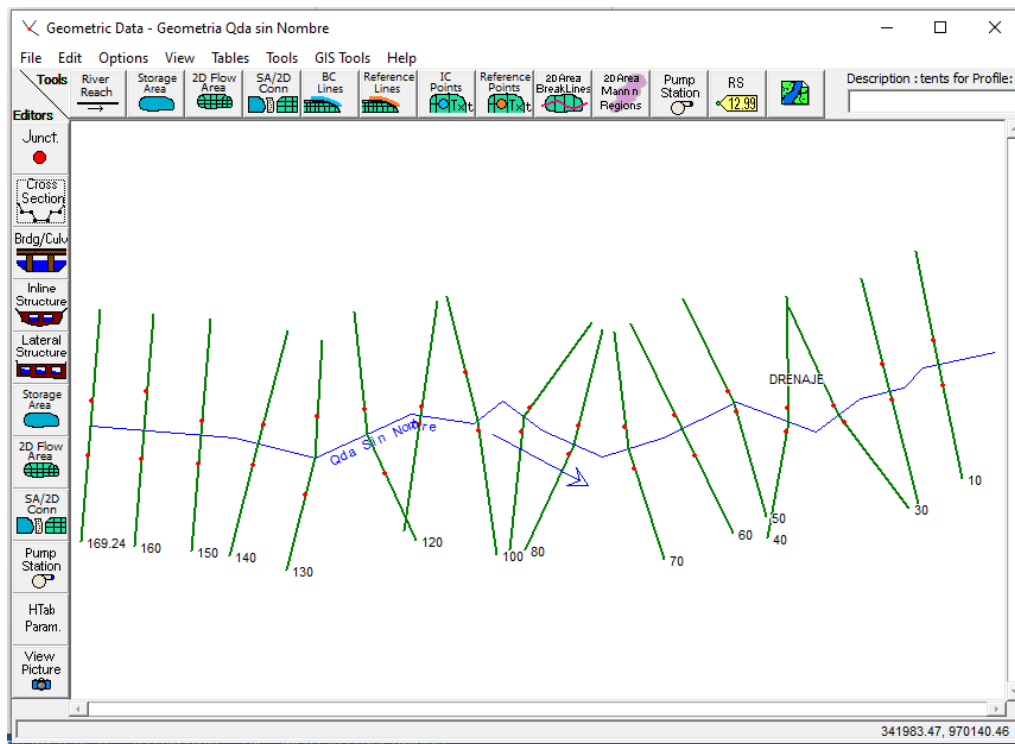 Geometric Data - Geometria Qda sin Nombre
File Edit Options View Tables Tools GIS Tools Help
Tools
Editors
River
Reach
Storage
Area
2D Flow
Area
SA/2D
Conn
BC
Lines
Reference
Lines
IC
Points
Reference
Points
2D Area
BreakLines
2D Area
Mann n
Regions
Pump
Station
RS
12.99
Description : tents for Profile:
Junct.
Cross
Section
Brdg/Culv
Inline
Structure
Lateral
Structure
Storage
Area
2D Flow
Area
SA/2D
Conn
Pump
Station
HTab
Param.
View
Picture
DRENAJE
Qda Sin Nombre
169.24
160
150
140
130
120
100
80
70
60
50
40
30
10
341983.47, 970140.46